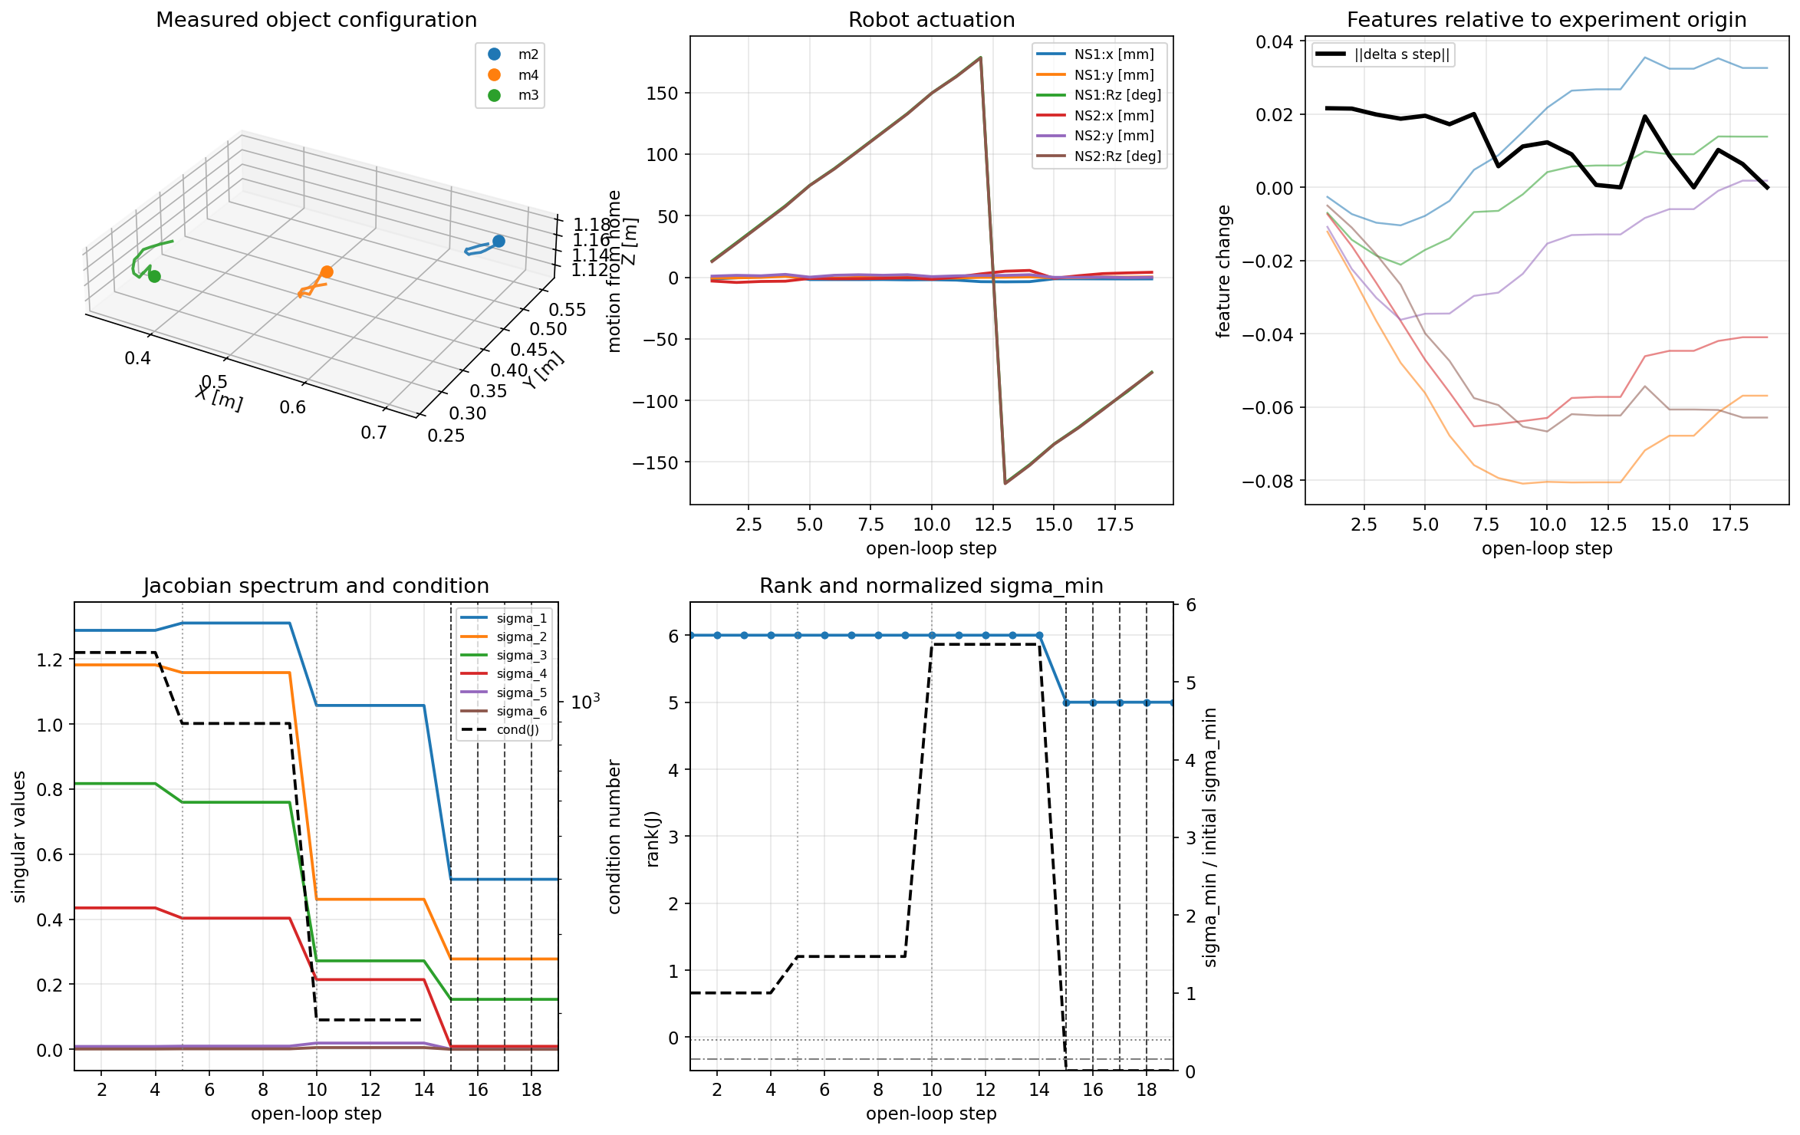 Measured object configuration
m2
m4
m3
1.18
1.16
1.14
1.12
Z [m]
0.55
0.50
0.45
0.40
0.35
0.30
0.25
Y [m]
0.4
0.5
0.6
0.7
X [m]
Robot actuation
NS1:x [mm]
NS1:y [mm]
NS1:Rz [deg]
NS2:x [mm]
NS2:y [mm]
NS2:Rz [deg]
150
100
50
0
−50
−100
−150
motion from home
2.5 5.0 7.5 10.0 12.5 15.0 17.5
open-loop step
Features relative to experiment origin
||delta s step||
0.04
0.02
0.00
−0.02
−0.04
−0.06
−0.08
feature change
2.5 5.0 7.5 10.0 12.5 15.0 17.5
open-loop step
Jacobian spectrum and condition
sigma_1
sigma_2
sigma_3
sigma_4
sigma_5
sigma_6
cond(J)
1.2
1.0
0.8
0.6
0.4
0.2
0.0
singular values
10³
condition number
2 4 6 8 10 12 14 16 18
open-loop step
Rank and normalized sigma_min
6
5
4
3
2
1
0
rank(J)
6
5
4
3
2
1
0
sigma_min / initial sigma_min
2 4 6 8 10 12 14 16 18
open-loop step